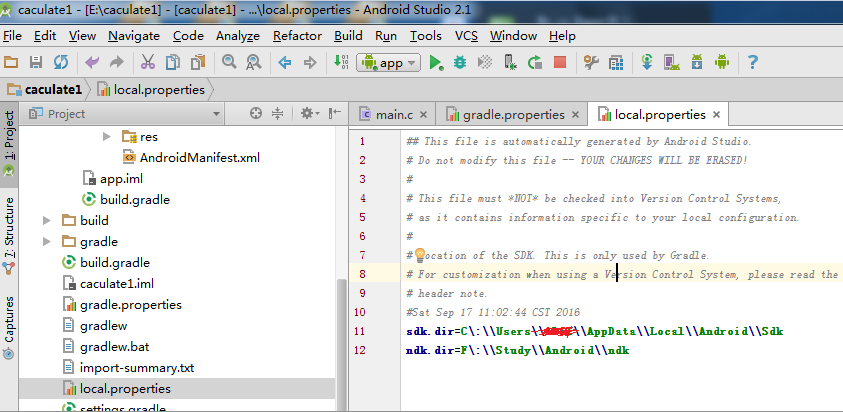 caculate1 - [E:\caculate1] - [caculate1] - ...\local.properties - Android Studio 2.1
File Edit View Navigate Code Analyze Refactor Build Run Tools VCS Window Help
app
caculate1 local.properties
Project
main.c gradle.properties local.properties
1: Project
7: Structure
Captures
res
AndroidManifest.xml
app.iml
build.gradle
build
gradle
build.gradle
caculate1.iml
gradle.properties
gradlew
gradlew.bat
import-summary.txt
local.properties
settings.gradle
1 ## This file is automatically generated by Android Studio.
2 # Do not modify this file -- YOUR CHANGES WILL BE ERASED!
3 #
4 # This file must *NOT* be checked into Version Control Systems,
5 # as it contains information specific to your local configuration.
6 #
7 # ocation of the SDK. This is only used by Gradle.
8 # For customization when using a Version Control System, please read the
9 # header note.
10 #Sat Sep 17 11:02:44 CST 2016
11 sdk.dir=C\:\\Users\\AppData\\Local\\Android\\Sdk
12 ndk.dir=F\:\\Study\\Android\\ndk